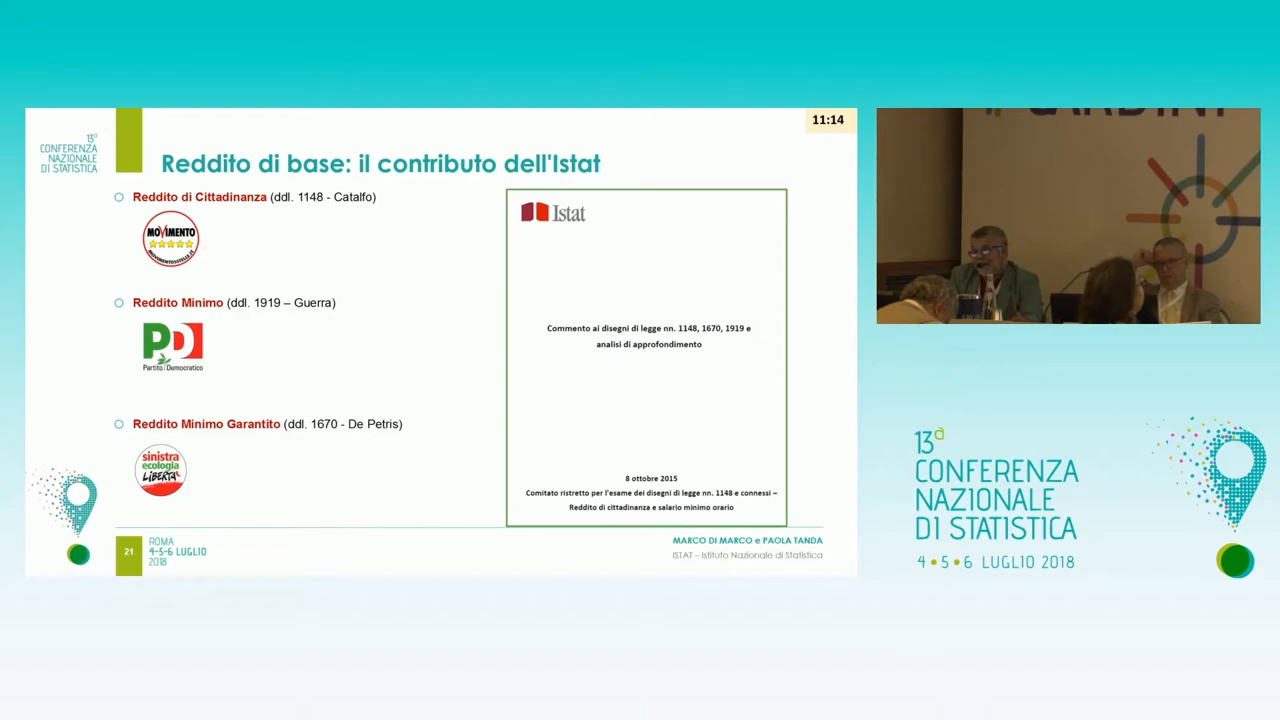 11:14
13ª
CONFERENZA
NAZIONALE
DI STATISTICA
Reddito di base: il contributo dell'Istat
Reddito di Cittadinanza (ddl. 1148 - Catalfo)
MOVIMENTO
MOVIMENTO5STELLE.IT
Reddito Minimo (ddl. 1919 – Guerra)
PD
Partito Democratico
Reddito Minimo Garantito (ddl. 1670 - De Petris)
sinistra
ecologia
LIBERTA'
Istat
Commento ai disegni di legge nn. 1148, 1670, 1919 e
analisi di approfondimento
8 ottobre 2015
Comitato ristretto per l'esame dei disegni di legge nn. 1148 e connessi –
Reddito di cittadinanza e salario minimo orario
21
ROMA
4-5-6 LUGLIO
2018
MARCO DI MARCO e PAOLA TANDA
ISTAT – Istituto Nazionale di Statistica
13ª
CONFERENZA
NAZIONALE
DI STATISTICA
4 • 5 • 6 LUGLIO 2018